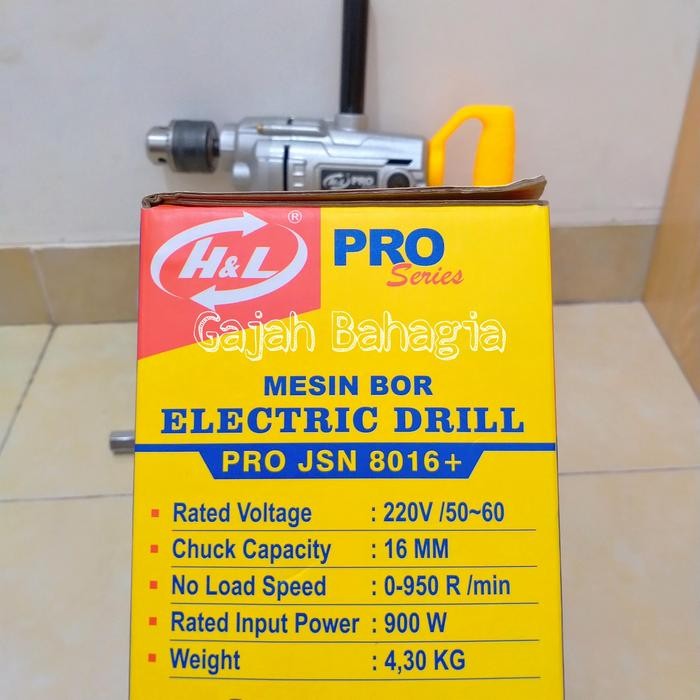 H&L PRO
H&L ®
PRO
Series
Gajah Bahagia
MESIN BOR
ELECTRIC DRILL
PRO JSN 8016+
Rated Voltage : 220V /50~60
Chuck Capacity : 16 MM
No Load Speed : 0-950 R /min
Rated Input Power : 900 W
Weight : 4,30 KG